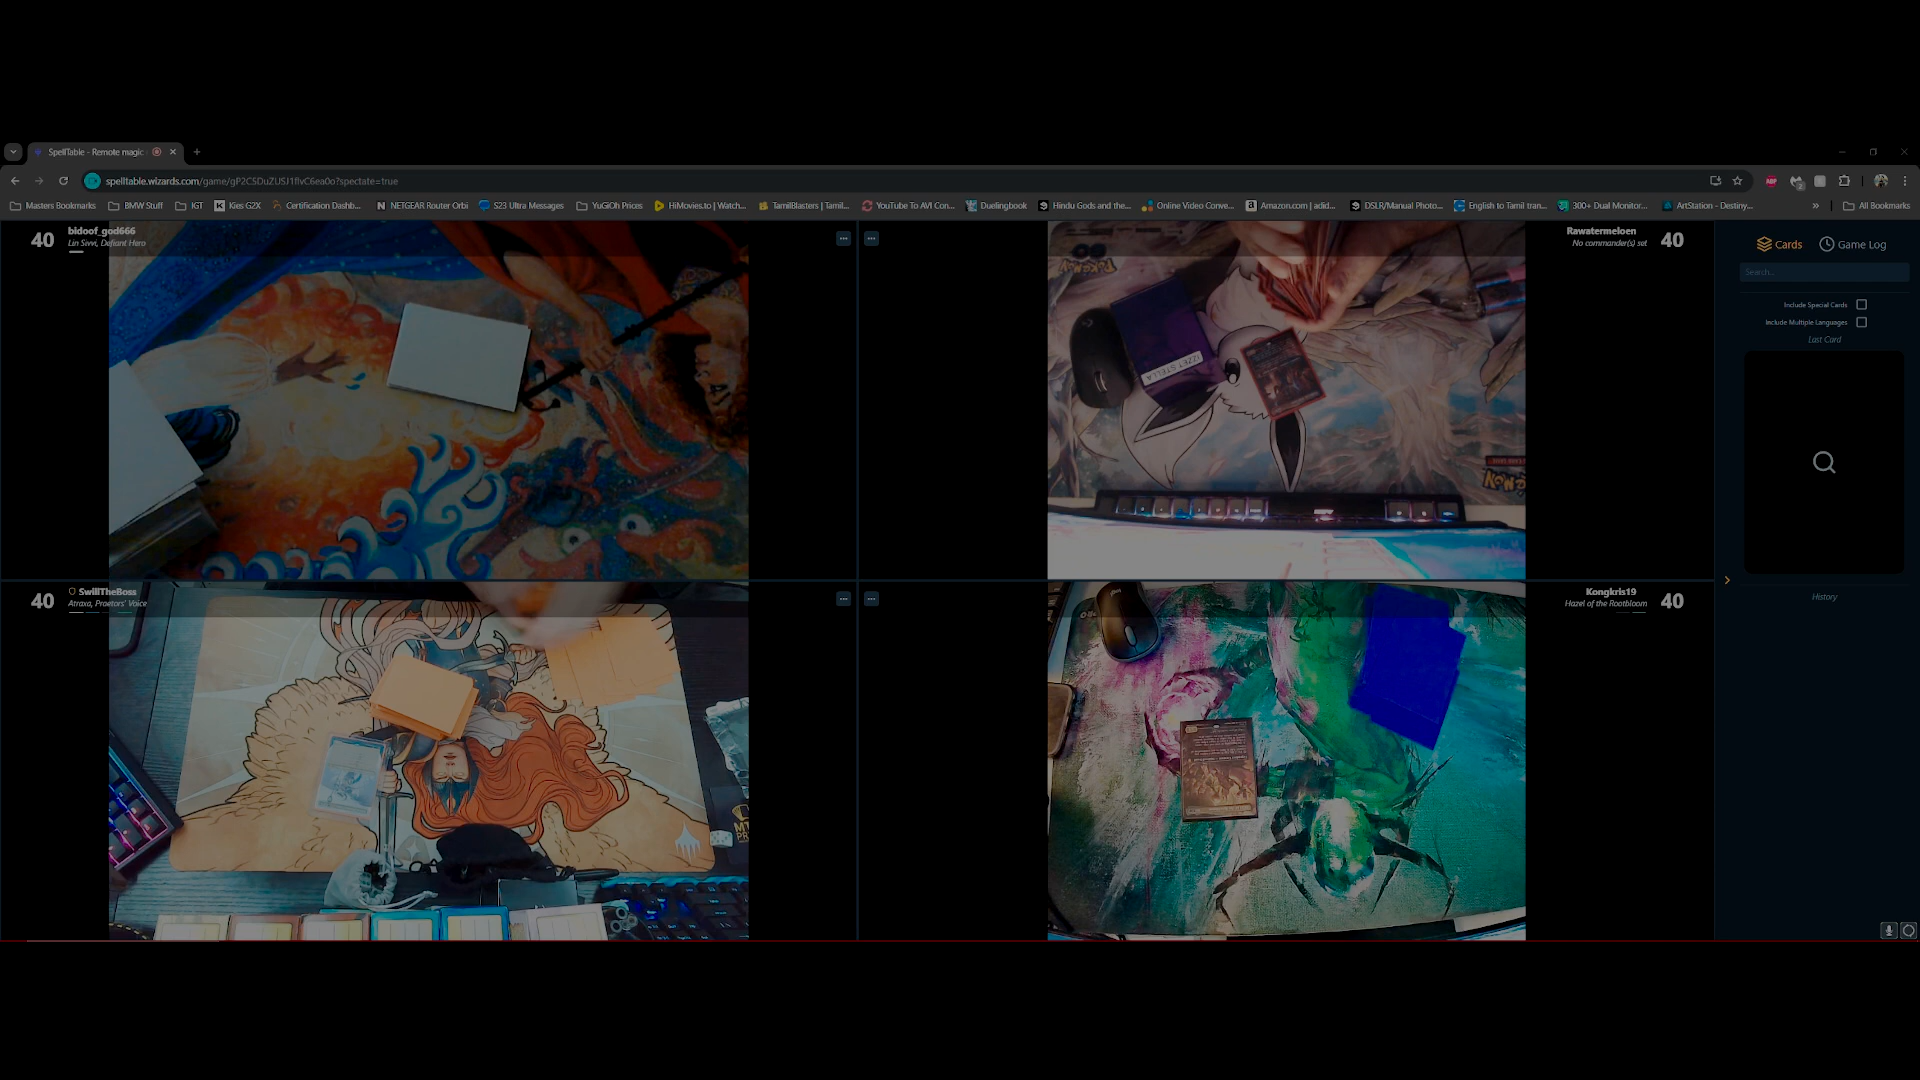 SpellTable - Remote magic
spelltable.wizards.com/game/gP2C5DuZUSJ1flvC6ea0o?spectate=true
Masters Bookmarks BMW Stuff IGT Kies G2X Certification Dashb... NETGEAR Router Orbi S23 Ultra Messages YuGiOh Prices HiMovies.to | Watch... TamilBlasters | Tamil... YouTube To AVI Con... Duelingbook Hindu Gods and the... Online Video Conve... Amazon.com | adid... DSLR/Manual Photo... English to Tamil tran... 300+ Dual Monitor... ArtStation - Destiny... » All Bookmarks
40 bidoof_god666
Lin Sivvi, Defiant Hero
Rawatermeloen 40
No commander(s) set
IZZET STELLA
Cards Game Log
Search...
Include Special Cards
Include Multiple Languages
Last Card
History
40 SwillTheBoss
Atraxa, Praetors' Voice
Kongkris19 40
Hazel of the Rootbloom